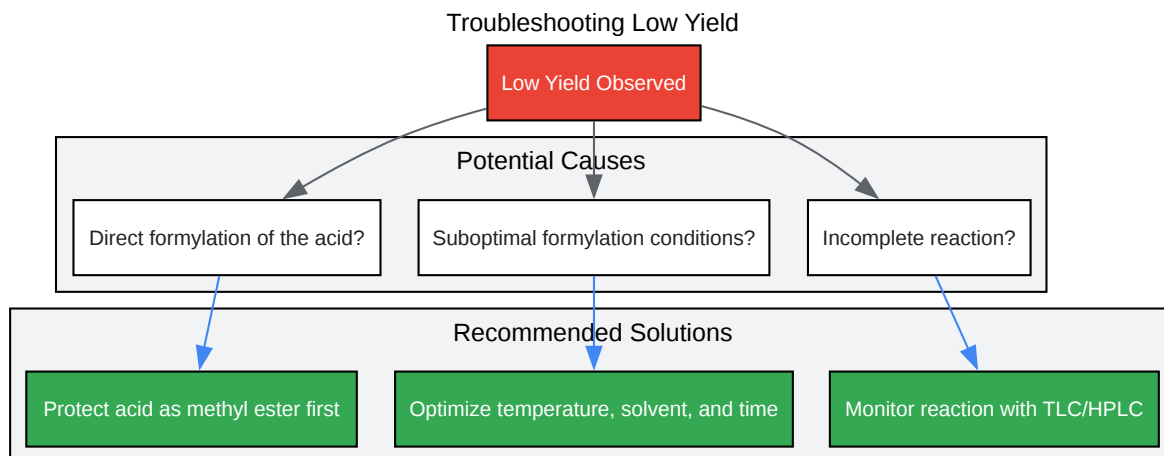 Troubleshooting Low Yield
Low Yield Observed
Potential Causes
Direct formylation of the acid?
Suboptimal formylation conditions?
Incomplete reaction?
Recommended Solutions
Protect acid as methyl ester first
Optimize temperature, solvent, and time
Monitor reaction with TLC/HPLC